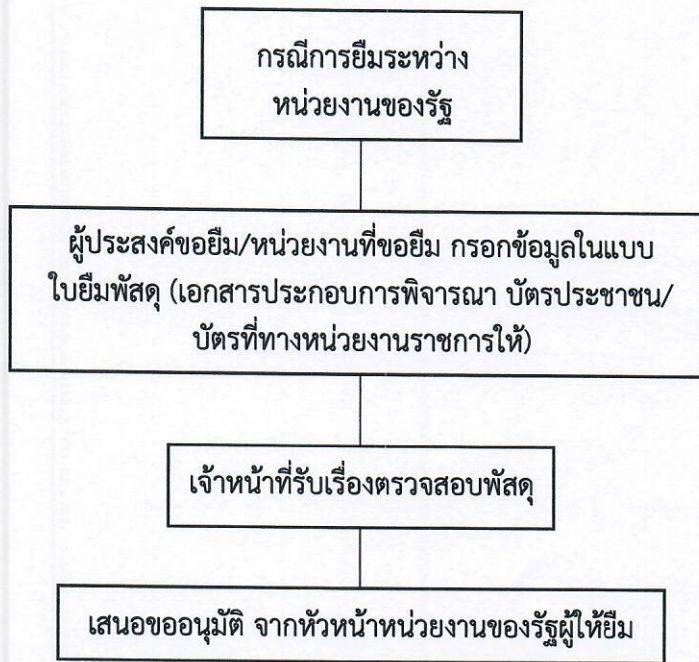 กรณีการยืมระหว่าง
หน่วยงานของรัฐ
ผู้ประสงค์ขอยืม/หน่วยงานที่ขอยืม กรอกข้อมูลในแบบ
ใบยืมพัสดุ (เอกสารประกอบการพิจารณา บัตรประชาชน/
บัตรที่ทางหน่วยงานราชการให้)
เจ้าหน้าที่รับเรื่องตรวจสอบพัสดุ
เสนอขออนุมัติ จากหัวหน้าหน่วยงานของรัฐผู้ให้ยืม